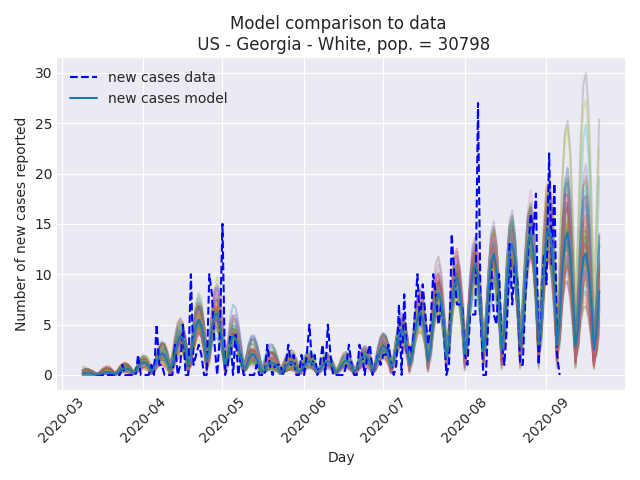 Model comparison to data
US - Georgia - White, pop. = 30798
new cases data
new cases model
Number of new cases reported
30
25
20
15
10
5
0
2020-03
2020-04
2020-05
2020-06
2020-07
2020-08
2020-09
Day